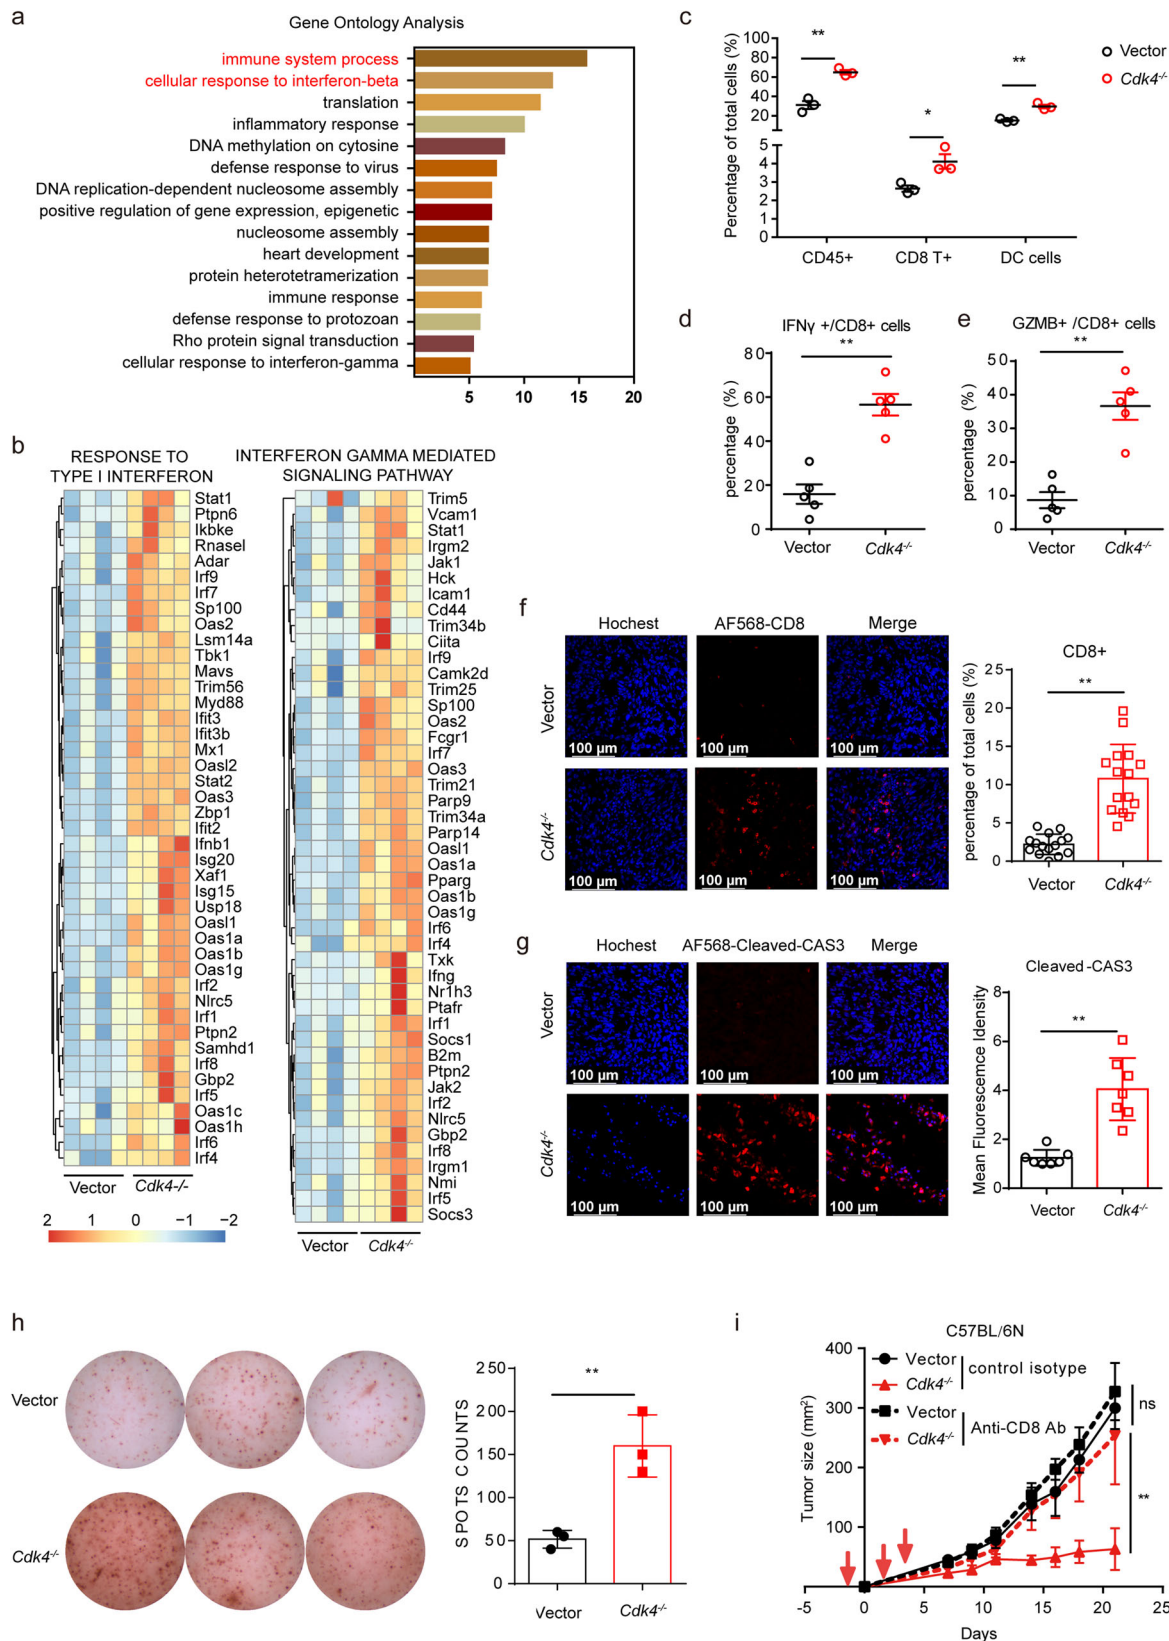 a
Gene Ontology Analysis
immune system process
cellular response to interferon-beta
translation
inflammatory response
DNA methylation on cytosine
defense response to virus
DNA replication-dependent nucleosome assembly
positive regulation of gene expression, epigenetic
nucleosome assembly
heart development
protein heterotetramerization
immune response
defense response to protozoan
Rho protein signal transduction
cellular response to interferon-gamma
5 10 15 20
b
RESPONSE TO
TYPE I INTERFERON
Stat1
Ptpn6
Ikbke
Rnasel
Adar
Irf9
Irf7
Sp100
Oas2
Lsm14a
Tbk1
Mavs
Trim56
Myd88
Ifit3
Ifit3b
Mx1
Oasl2
Stat2
Oas3
Zbp1
Ifit2
Ifnb1
Isg20
Xaf1
Isg15
Usp18
Oasl1
Oas1a
Oas1b
Oas1g
Irf2
Nlrc5
Irf1
Ptpn2
Samhd1
Irf8
Gbp2
Irf5
Oas1c
Oas1h
Irf6
Irf4
Vector Cdk4-/-
2 1 0 −1 −2
INTERFERON GAMMA MEDIATED
SIGNALING PATHWAY
Trim5
Vcam1
Stat1
Irgm2
Jak1
Hck
Icam1
Cd44
Trim34b
Ciita
Irf9
Camk2d
Trim25
Sp100
Oas2
Fcgr1
Irf7
Oas3
Trim21
Parp9
Trim34a
Parp14
Oasl1
Oas1a
Pparg
Oas1b
Oas1g
Irf6
Irf4
Txk
Ifng
Nr1h3
Ptafr
Irf1
Socs1
B2m
Ptpn2
Jak2
Irf2
Nlrc5
Gbp2
Irf8
Irgm1
Nmi
Irf5
Socs3
Vector Cdk4-/-
c
Percentage of total cells (%)
100
80
60
40
20
5
4
3
2
1
0
** * **
CD45+ CD8 T+ DC cells
Vector
Cdk4-/-
d
IFNγ +/CD8+ cells
**
percentage (%)
80
60
40
20
0
Vector Cdk4-/-
e
GZMB+ /CD8+ cells
**
percentage (%)
50
40
30
20
10
0
Vector Cdk4-/-
f
Hochest AF568-CD8 Merge
Vector
100 µm 100 µm 100 µm
Cdk4-/-
100 µm 100 µm 100 µm
CD8+
**
percentage of total cells (%)
25
20
15
10
5
0
Vector Cdk4-/-
g
Hochest AF568-Cleaved-CAS3 Merge
Vector
100 µm 100 µm 100 µm
Cdk4-/-
100 µm 100 µm 100 µm
Cleaved-CAS3
**
Mean Fluorescemce Idensity
8
6
4
2
0
Vector Cdk4-/-
h
Vector
Cdk4-/-
**
SPOTS COUNTS
250
200
150
100
50
0
Vector Cdk4-/-
i
C57BL/6N
Tumor size (mm²)
400
300
200
100
Vector
Cdk4-/-
control isotype
Vector
Cdk4-/-
Anti-CD8 Ab
ns
**
-5 0 5 10 15 20 25
Days